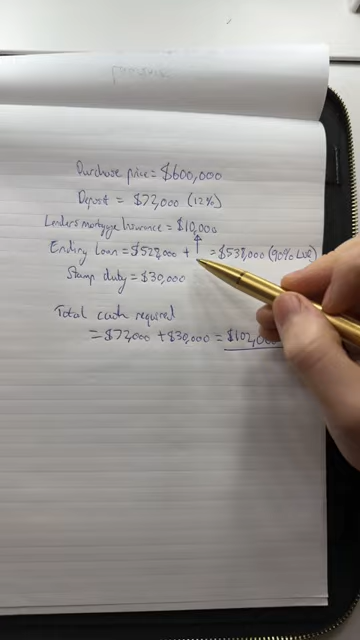 Purchase price = $600,000
Deposit = $72,000 (12%)
Lenders mortgage Insurance = $10,000
Ending Loan = $528,000 + ↑ = $538,000 (90% LVR)
Stamp duty = $30,000
Total cash required
= $72,000 + $30,000 = $102,000